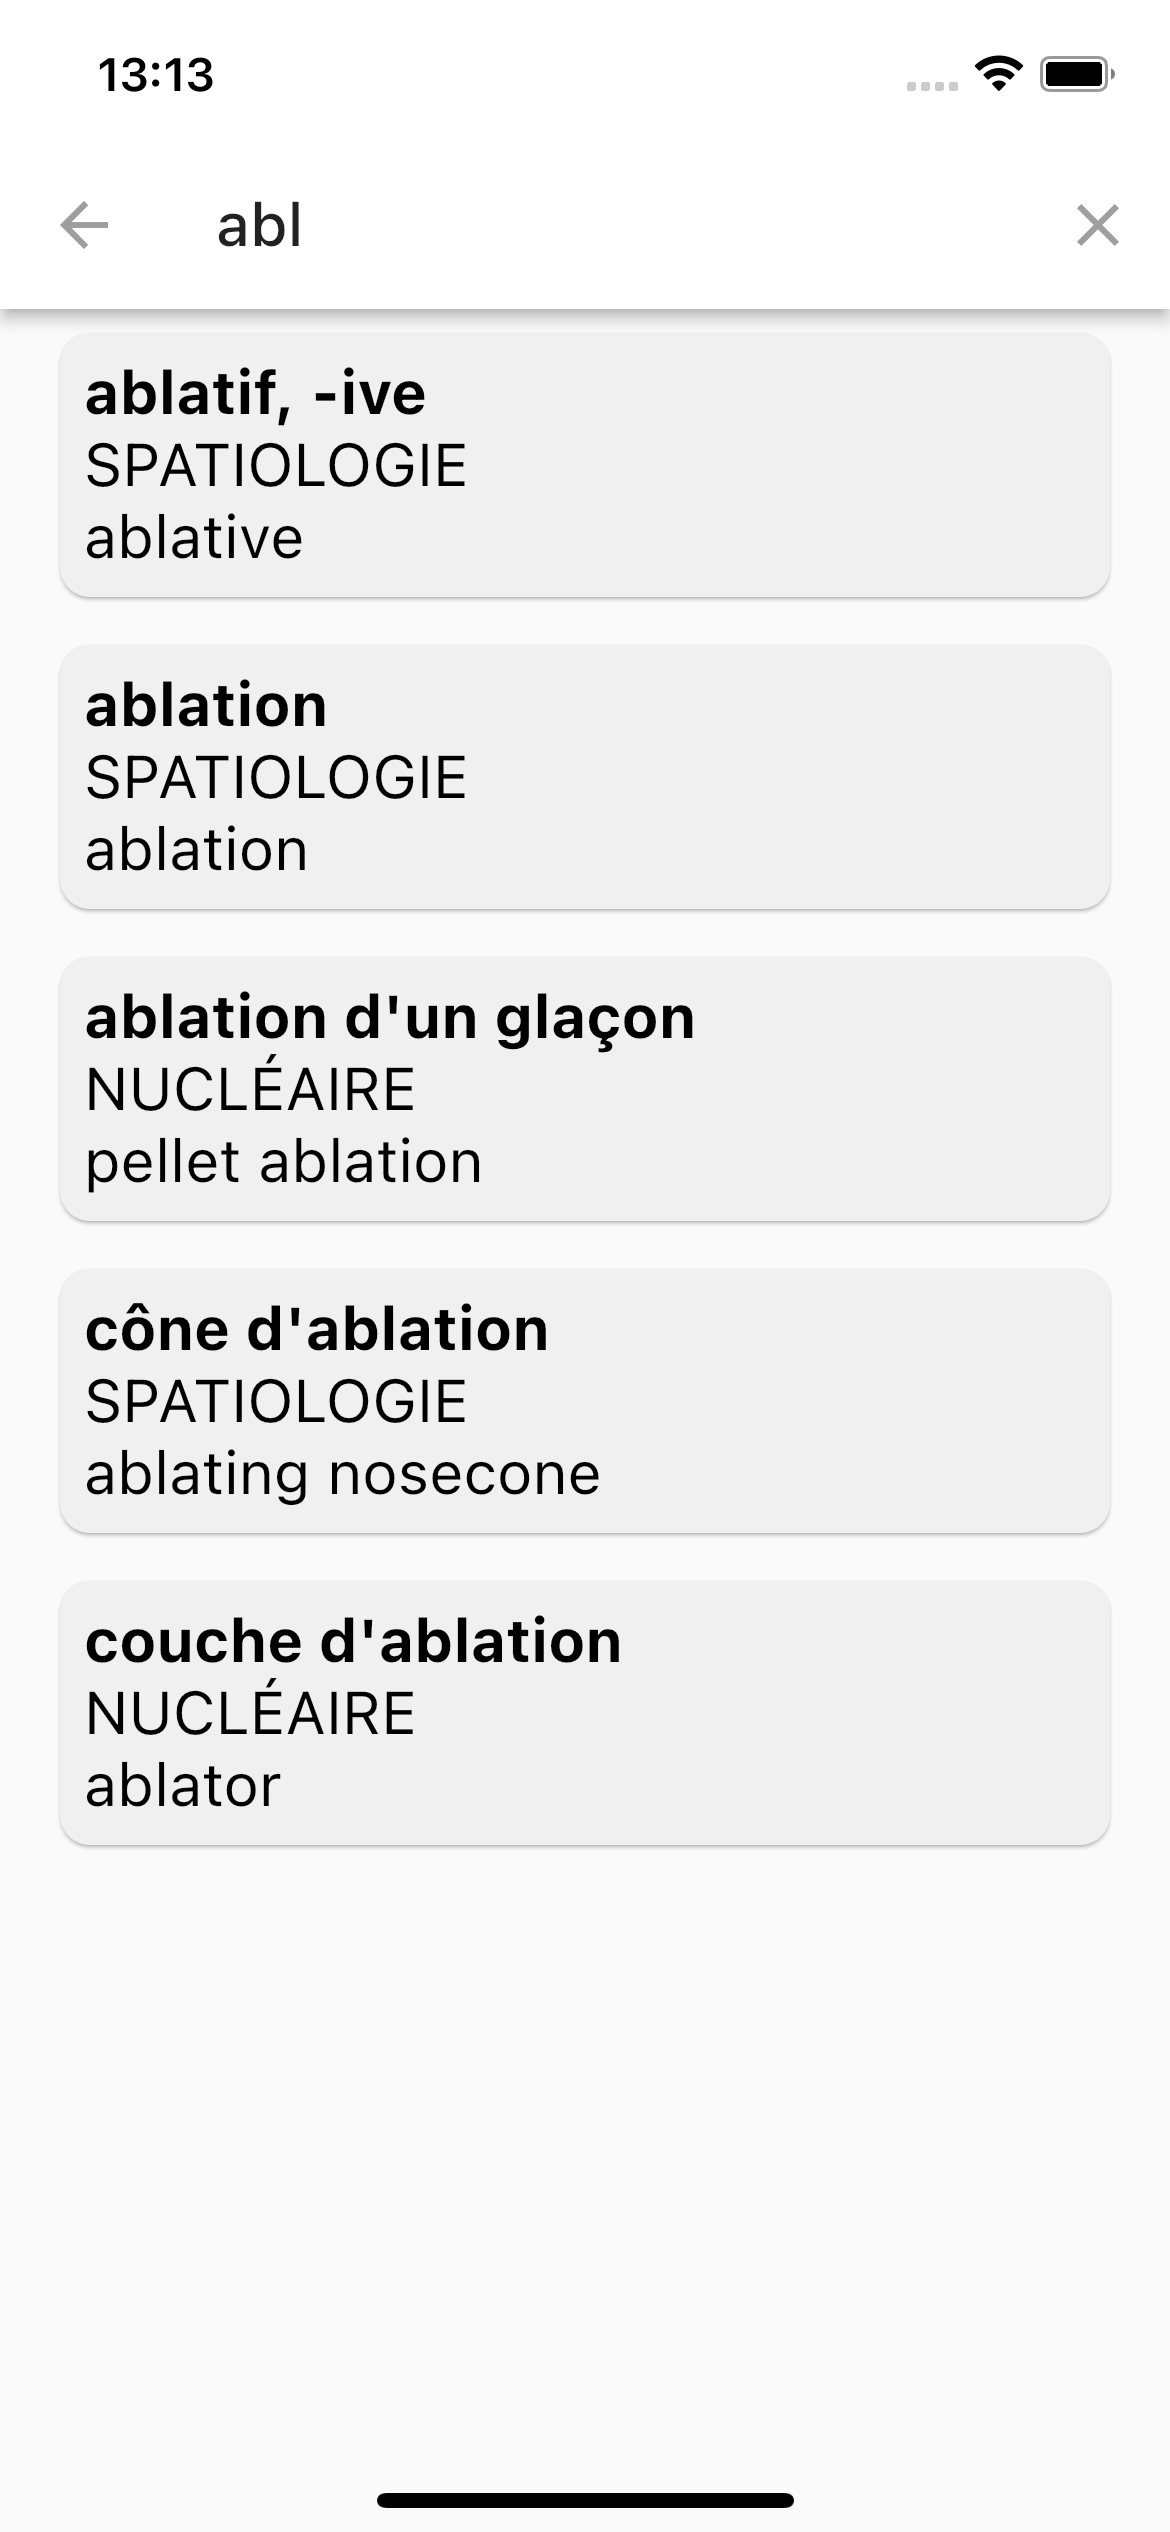 13:13
abl
ablatif, -ive
SPATIOLOGIE
ablative
ablation
SPATIOLOGIE
ablation
ablation d'un glaçon
NUCLÉAIRE
pellet ablation
cône d'ablation
SPATIOLOGIE
ablating nosecone
couche d'ablation
NUCLÉAIRE
ablator